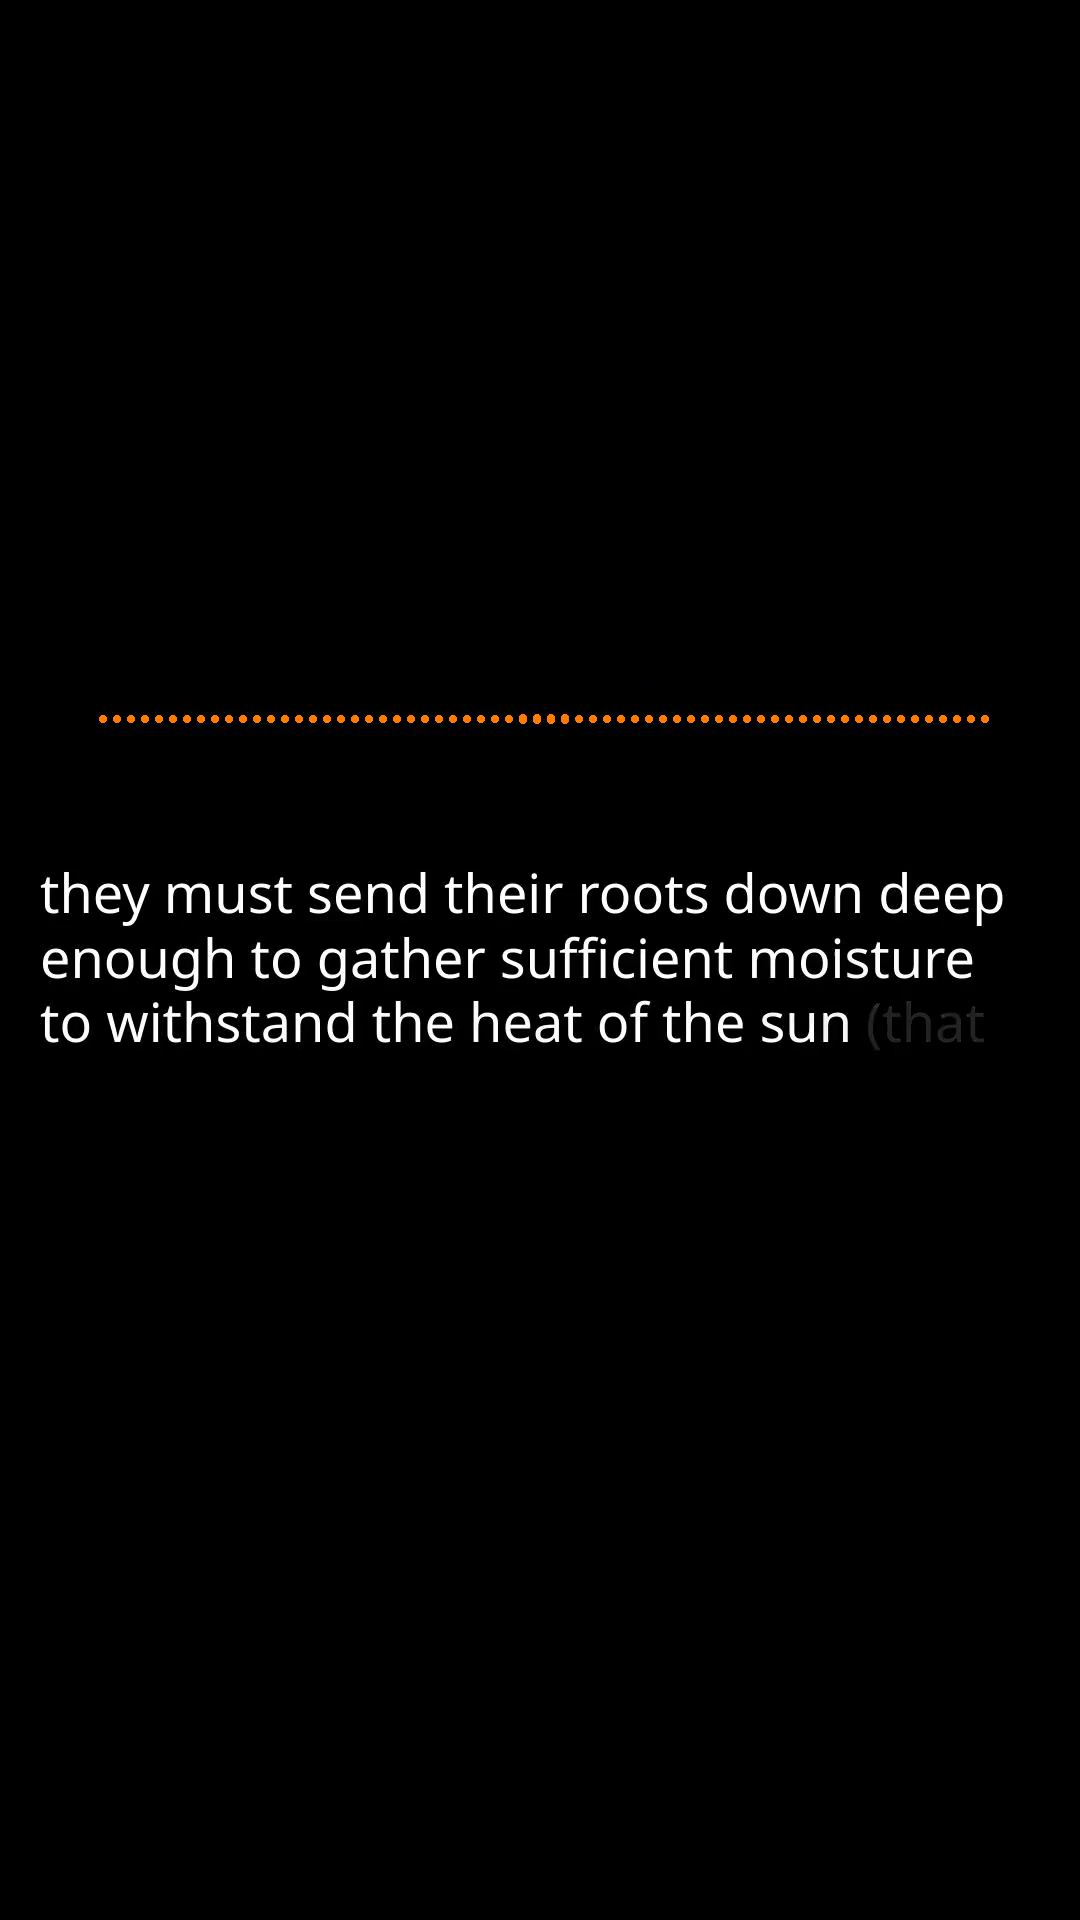 they must send their roots down deep
enough to gather sufficient moisture
to withstand the heat of the sun (that